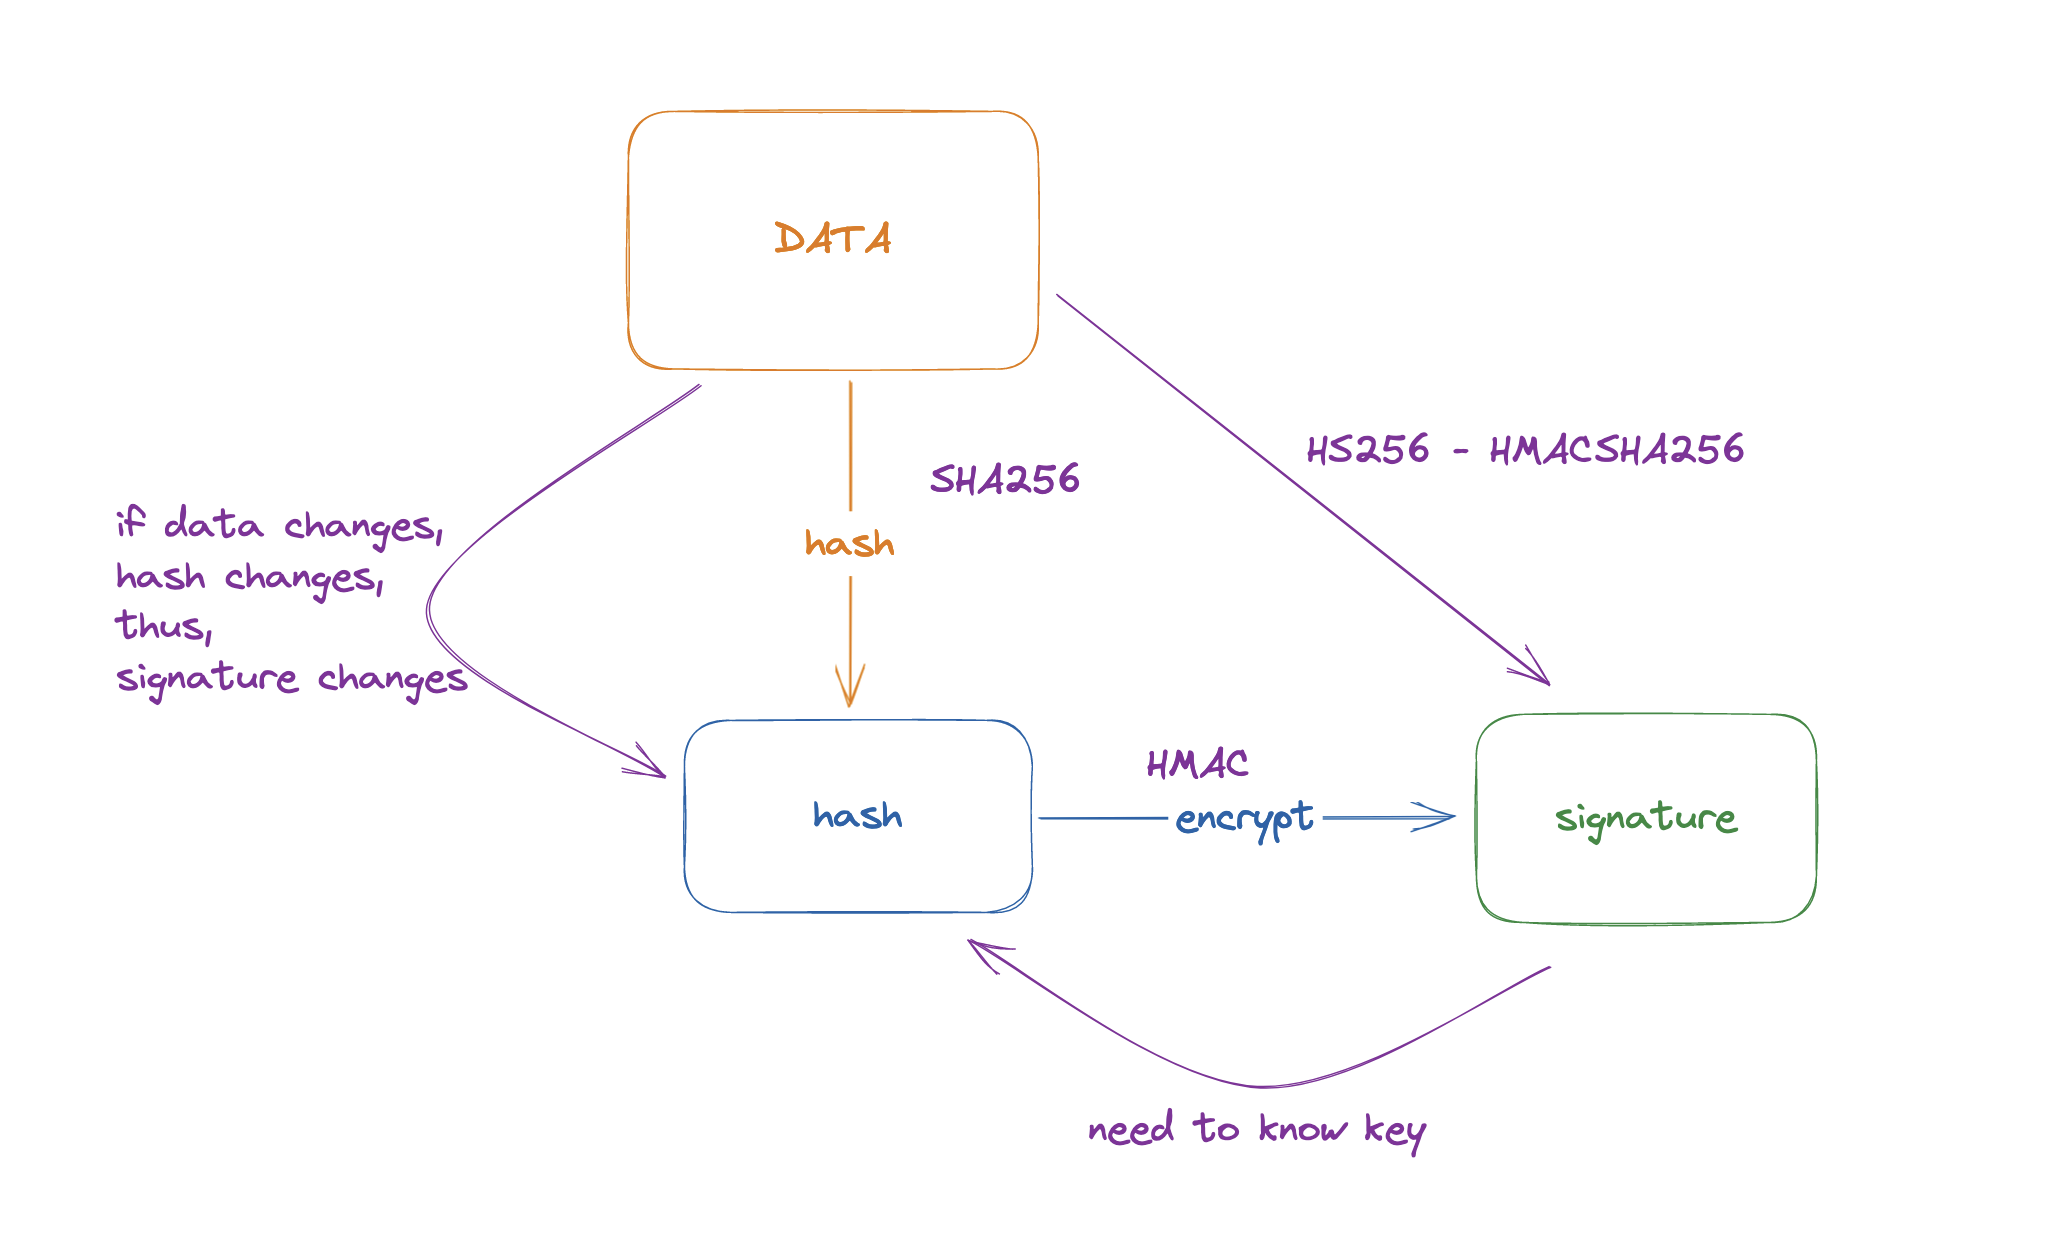 DATA
HS256 - HMACSHA256
SHA256
if data changes,
hash changes,
thus,
signature changes
hash
HMAC
hash
encrypt
signature
need to know key